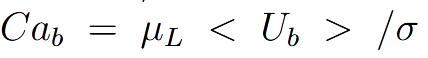 Ca_b = μ_L < U_b > /σ